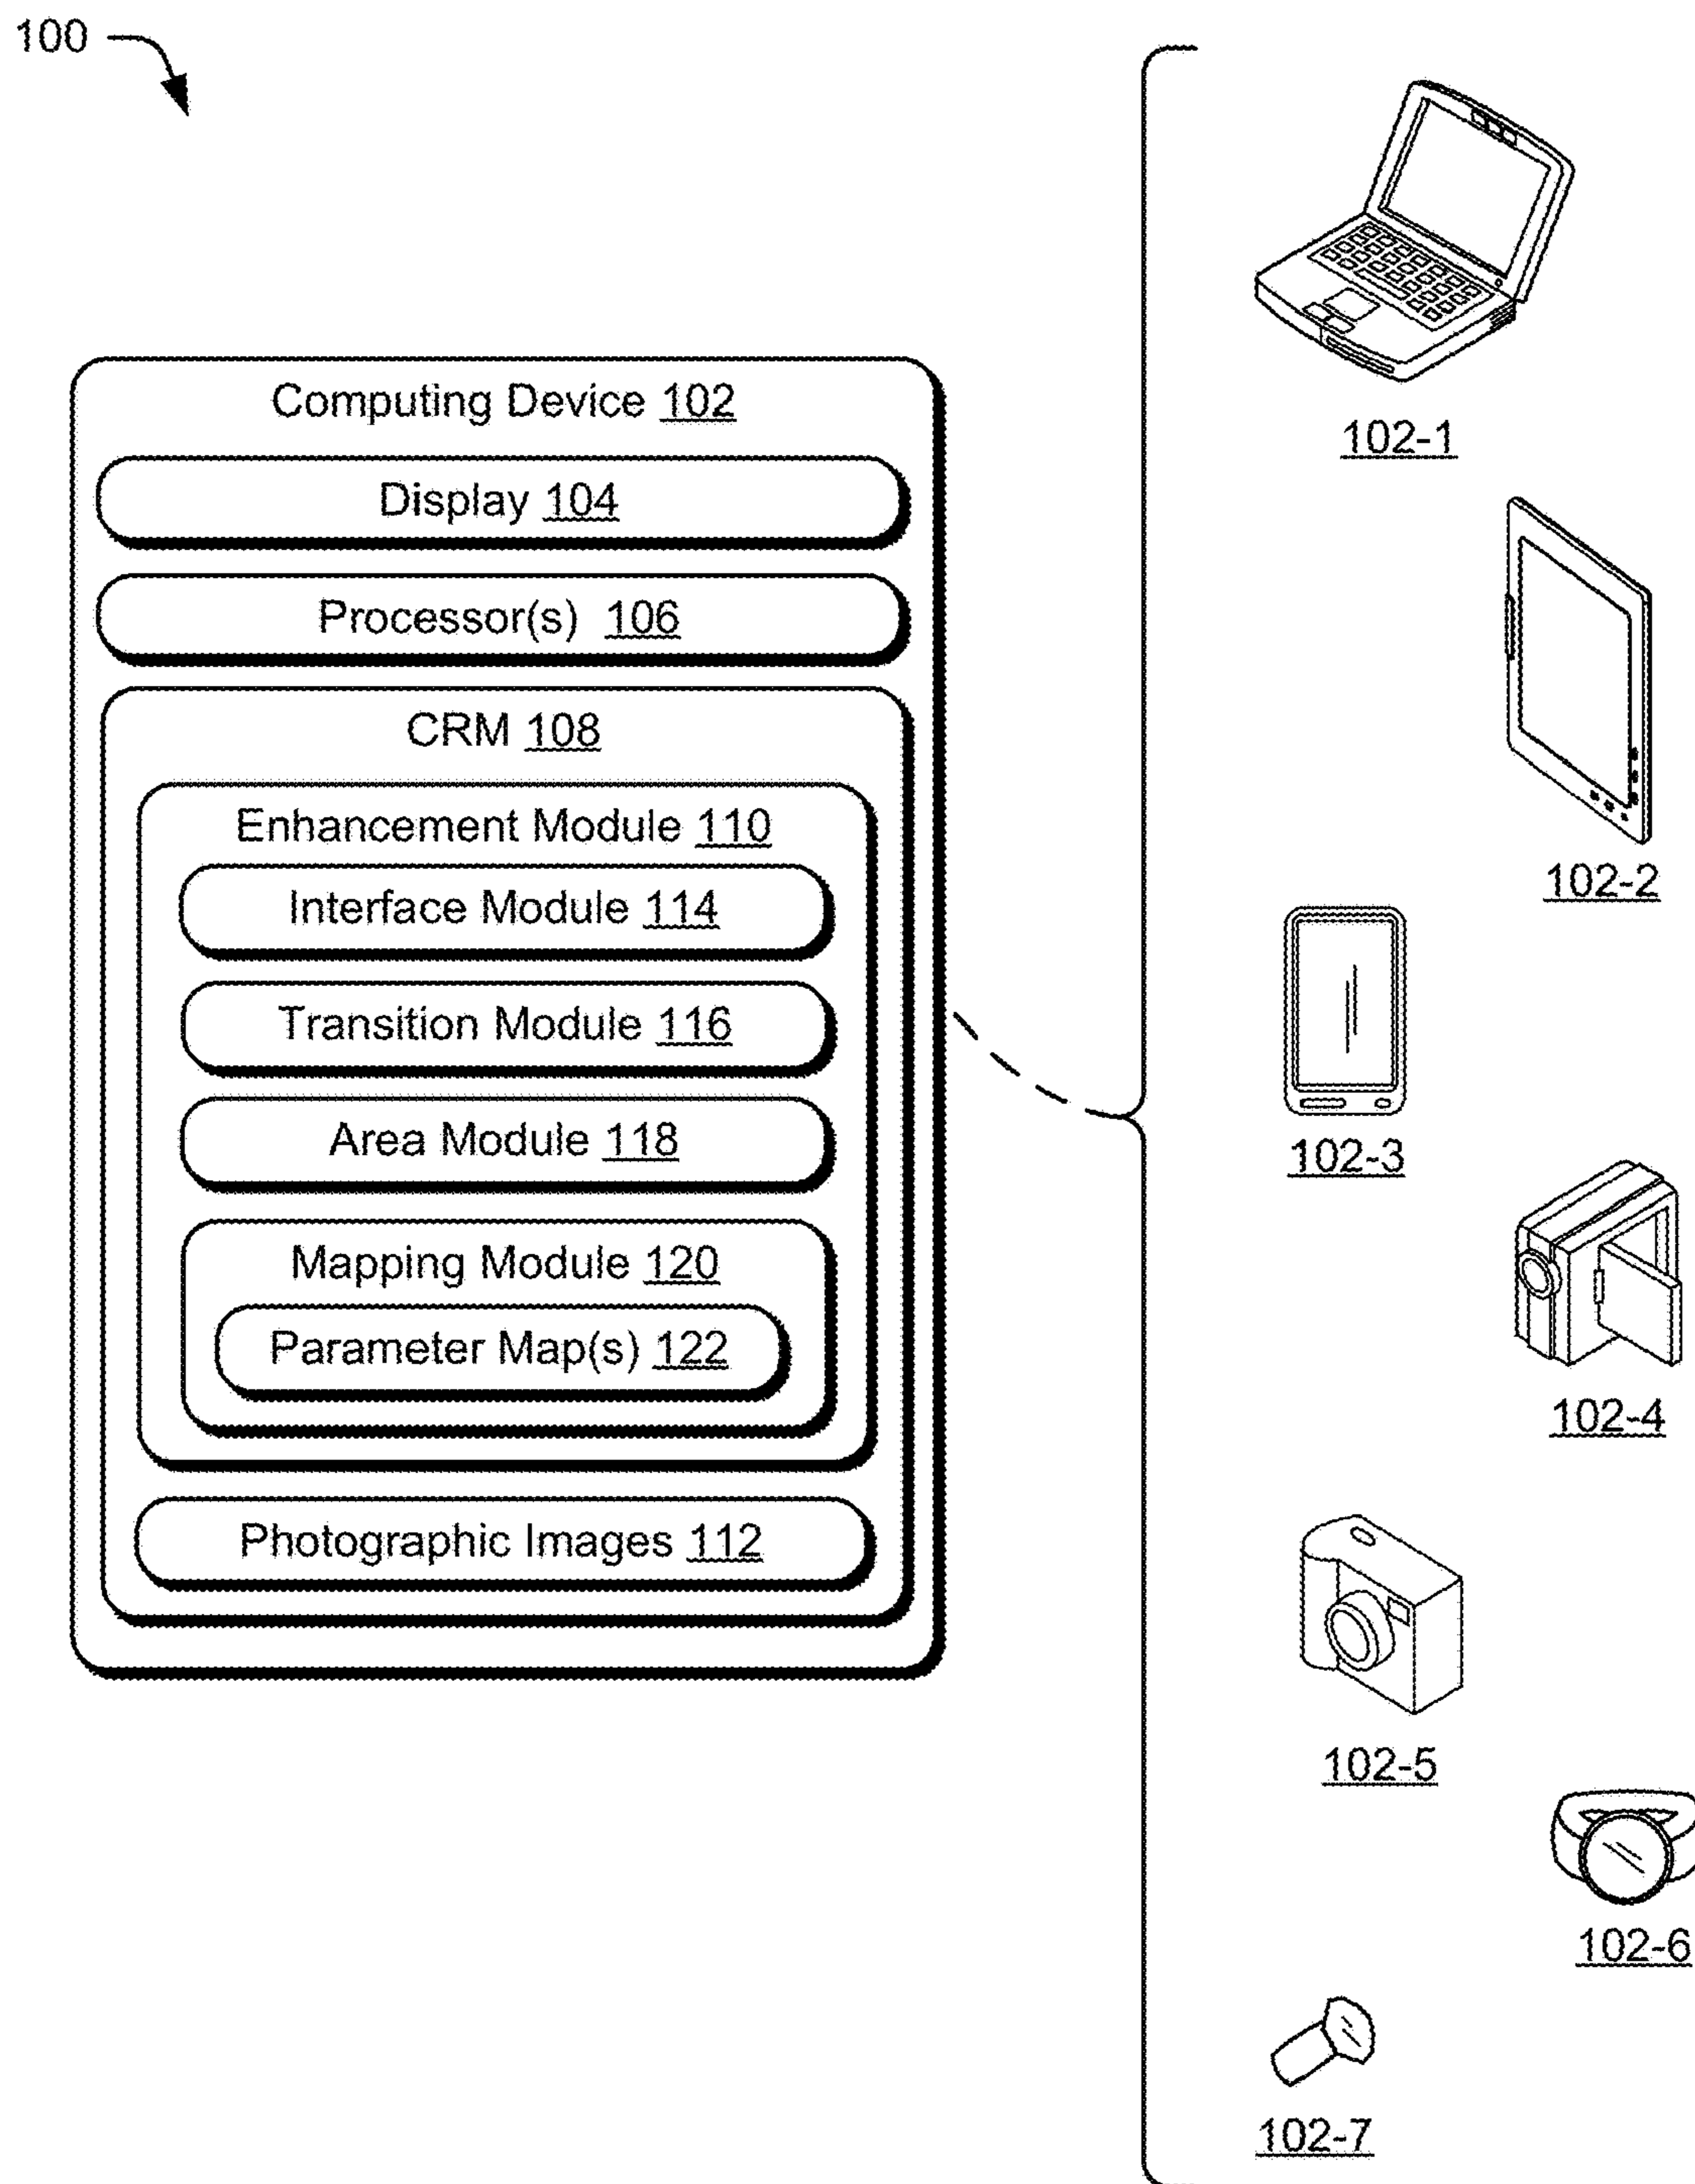 100
Computing Device 102
Display 104
Processor(s) 106
CRM 108
Enhancement Module 110
Interface Module 114
Transition Module 116
Area Module 118
Mapping Module 120
Parameter Map(s) 122
Photographic Images 112
102-1
102-2
102-3
102-4
102-5
102-6
102-7